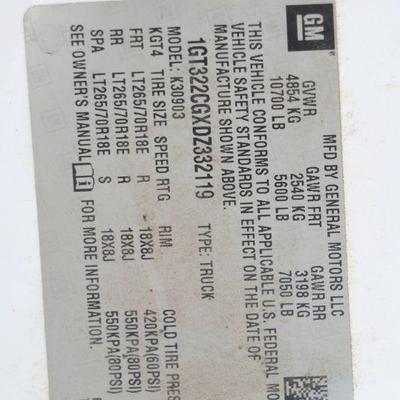 GM
MFD BY GENERAL MOTORS LLC
GVWR GAWR FRT GAWR RR
4854 KG 2540 KG 3198 KG
10700 LB 5600 LB 7050 LB
THIS VEHICLE CONFORMS TO ALL APPLICABLE U.S. FEDERAL MO
VEHICLE SAFETY STANDARDS IN EFFECT ON THE DATE OF
MANUFACTURE SHOWN ABOVE.
1GT322CGXDZ332119 TYPE: TRUCK
MODEL: K30903
KGT4 TIRE SIZE SPEED RTG RIM COLD TIRE PRES
FRT LT265/70R18E R 18X8J 420KPA(60PSI)
RR LT265/70R18E R 18X8J 550KPA(80PSI)
SPA LT265/70R18E S 18X8J 550KPA(80PSI)
SEE OWNER'S MANUAL FOR MORE INFORMATION.